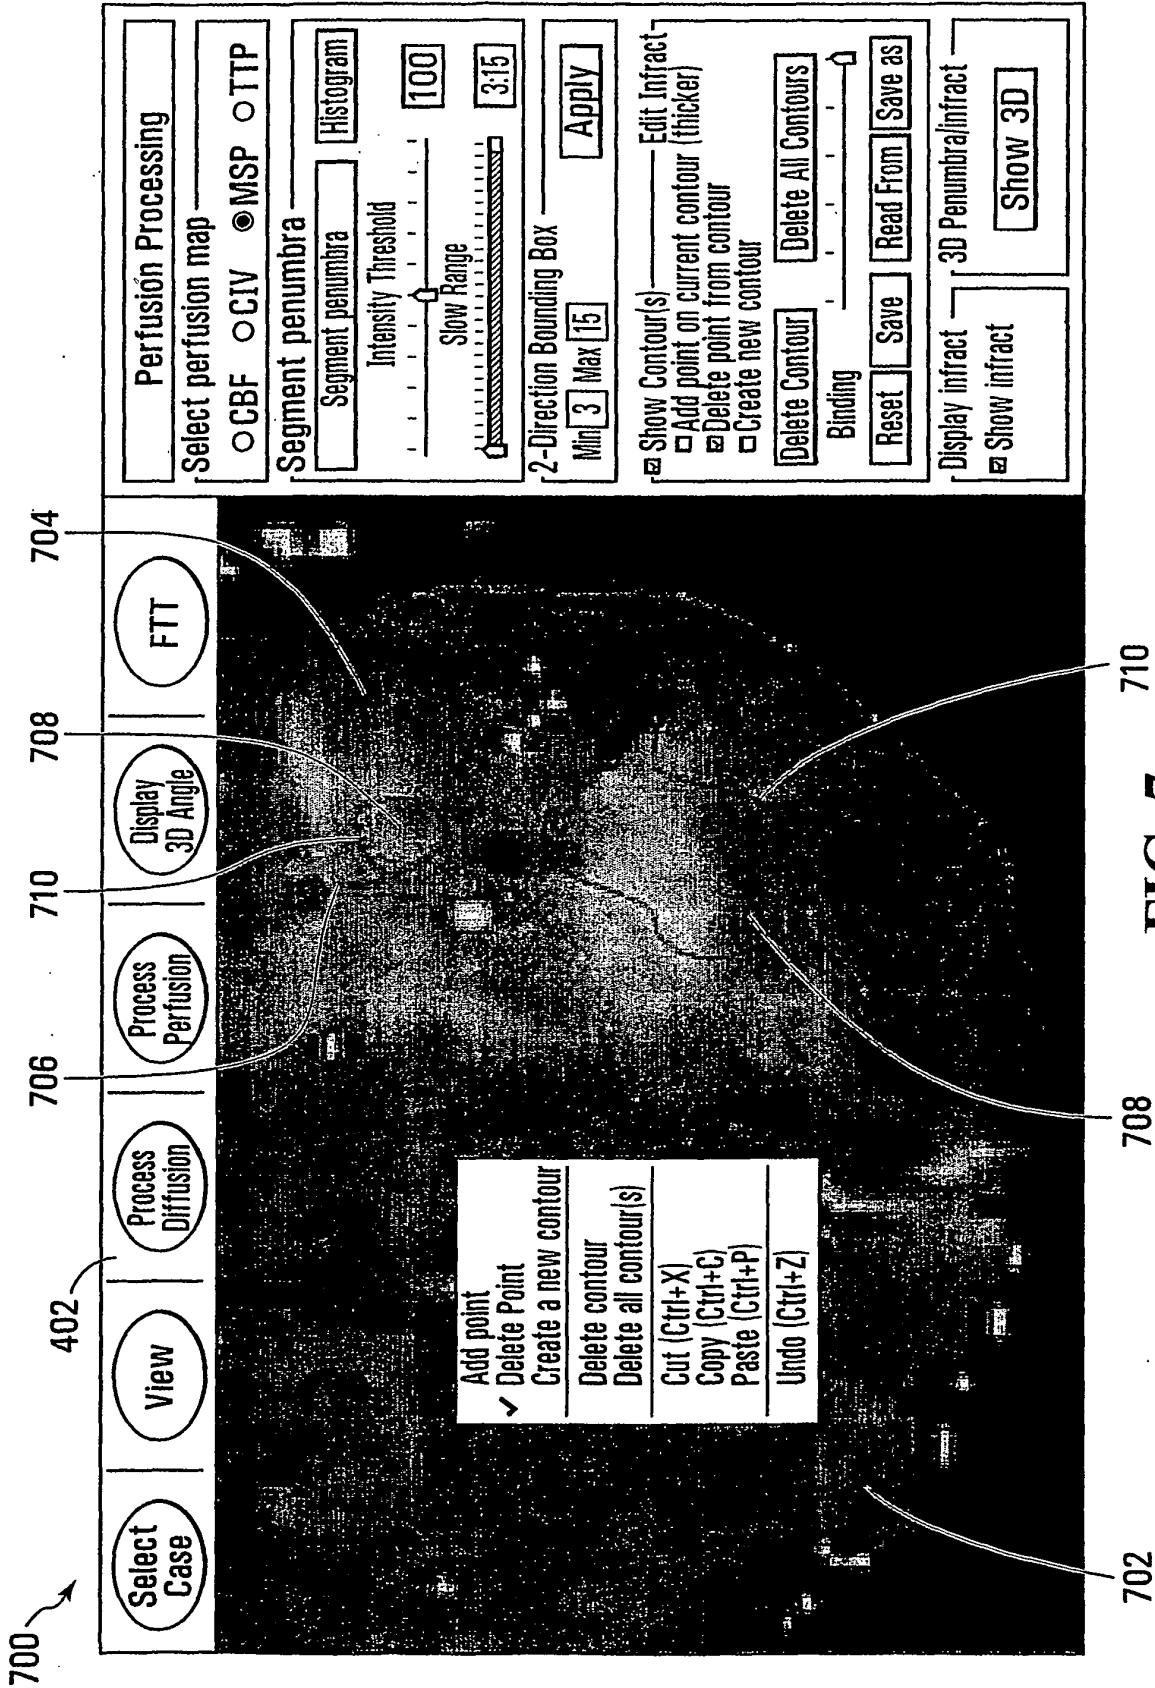 700
402
706
710
708
704
Select Case
View
Process Diffusion
Process Perfusion
Display 3D Angle
FTT
Add point
✓ Delete Point
Create a new contour
Delete contour
Delete all contour(s)
Cut (Ctrl+X)
Copy (Ctrl+C)
Paste (Ctrl+P)
Undo (Ctrl+Z)
Perfusión Processing
Select perfusion map
CBF CIV MSP TTP
Segment penumbra
Segment penumbra Histogram
Intensity Threshold
100
Slow Range
3:15
2-Direction Bounding Box
Min 3 Max 15 Apply
Show Contour(s) Edit Infract
Add point on current contour (thicker)
Delete point from contour
Create new contour
Delete Contour Delete All Contours
Binding
Reset Save Read From Save as
Display infract
Show infract
3D Penumbra/infract
Show 3D
702
708
710